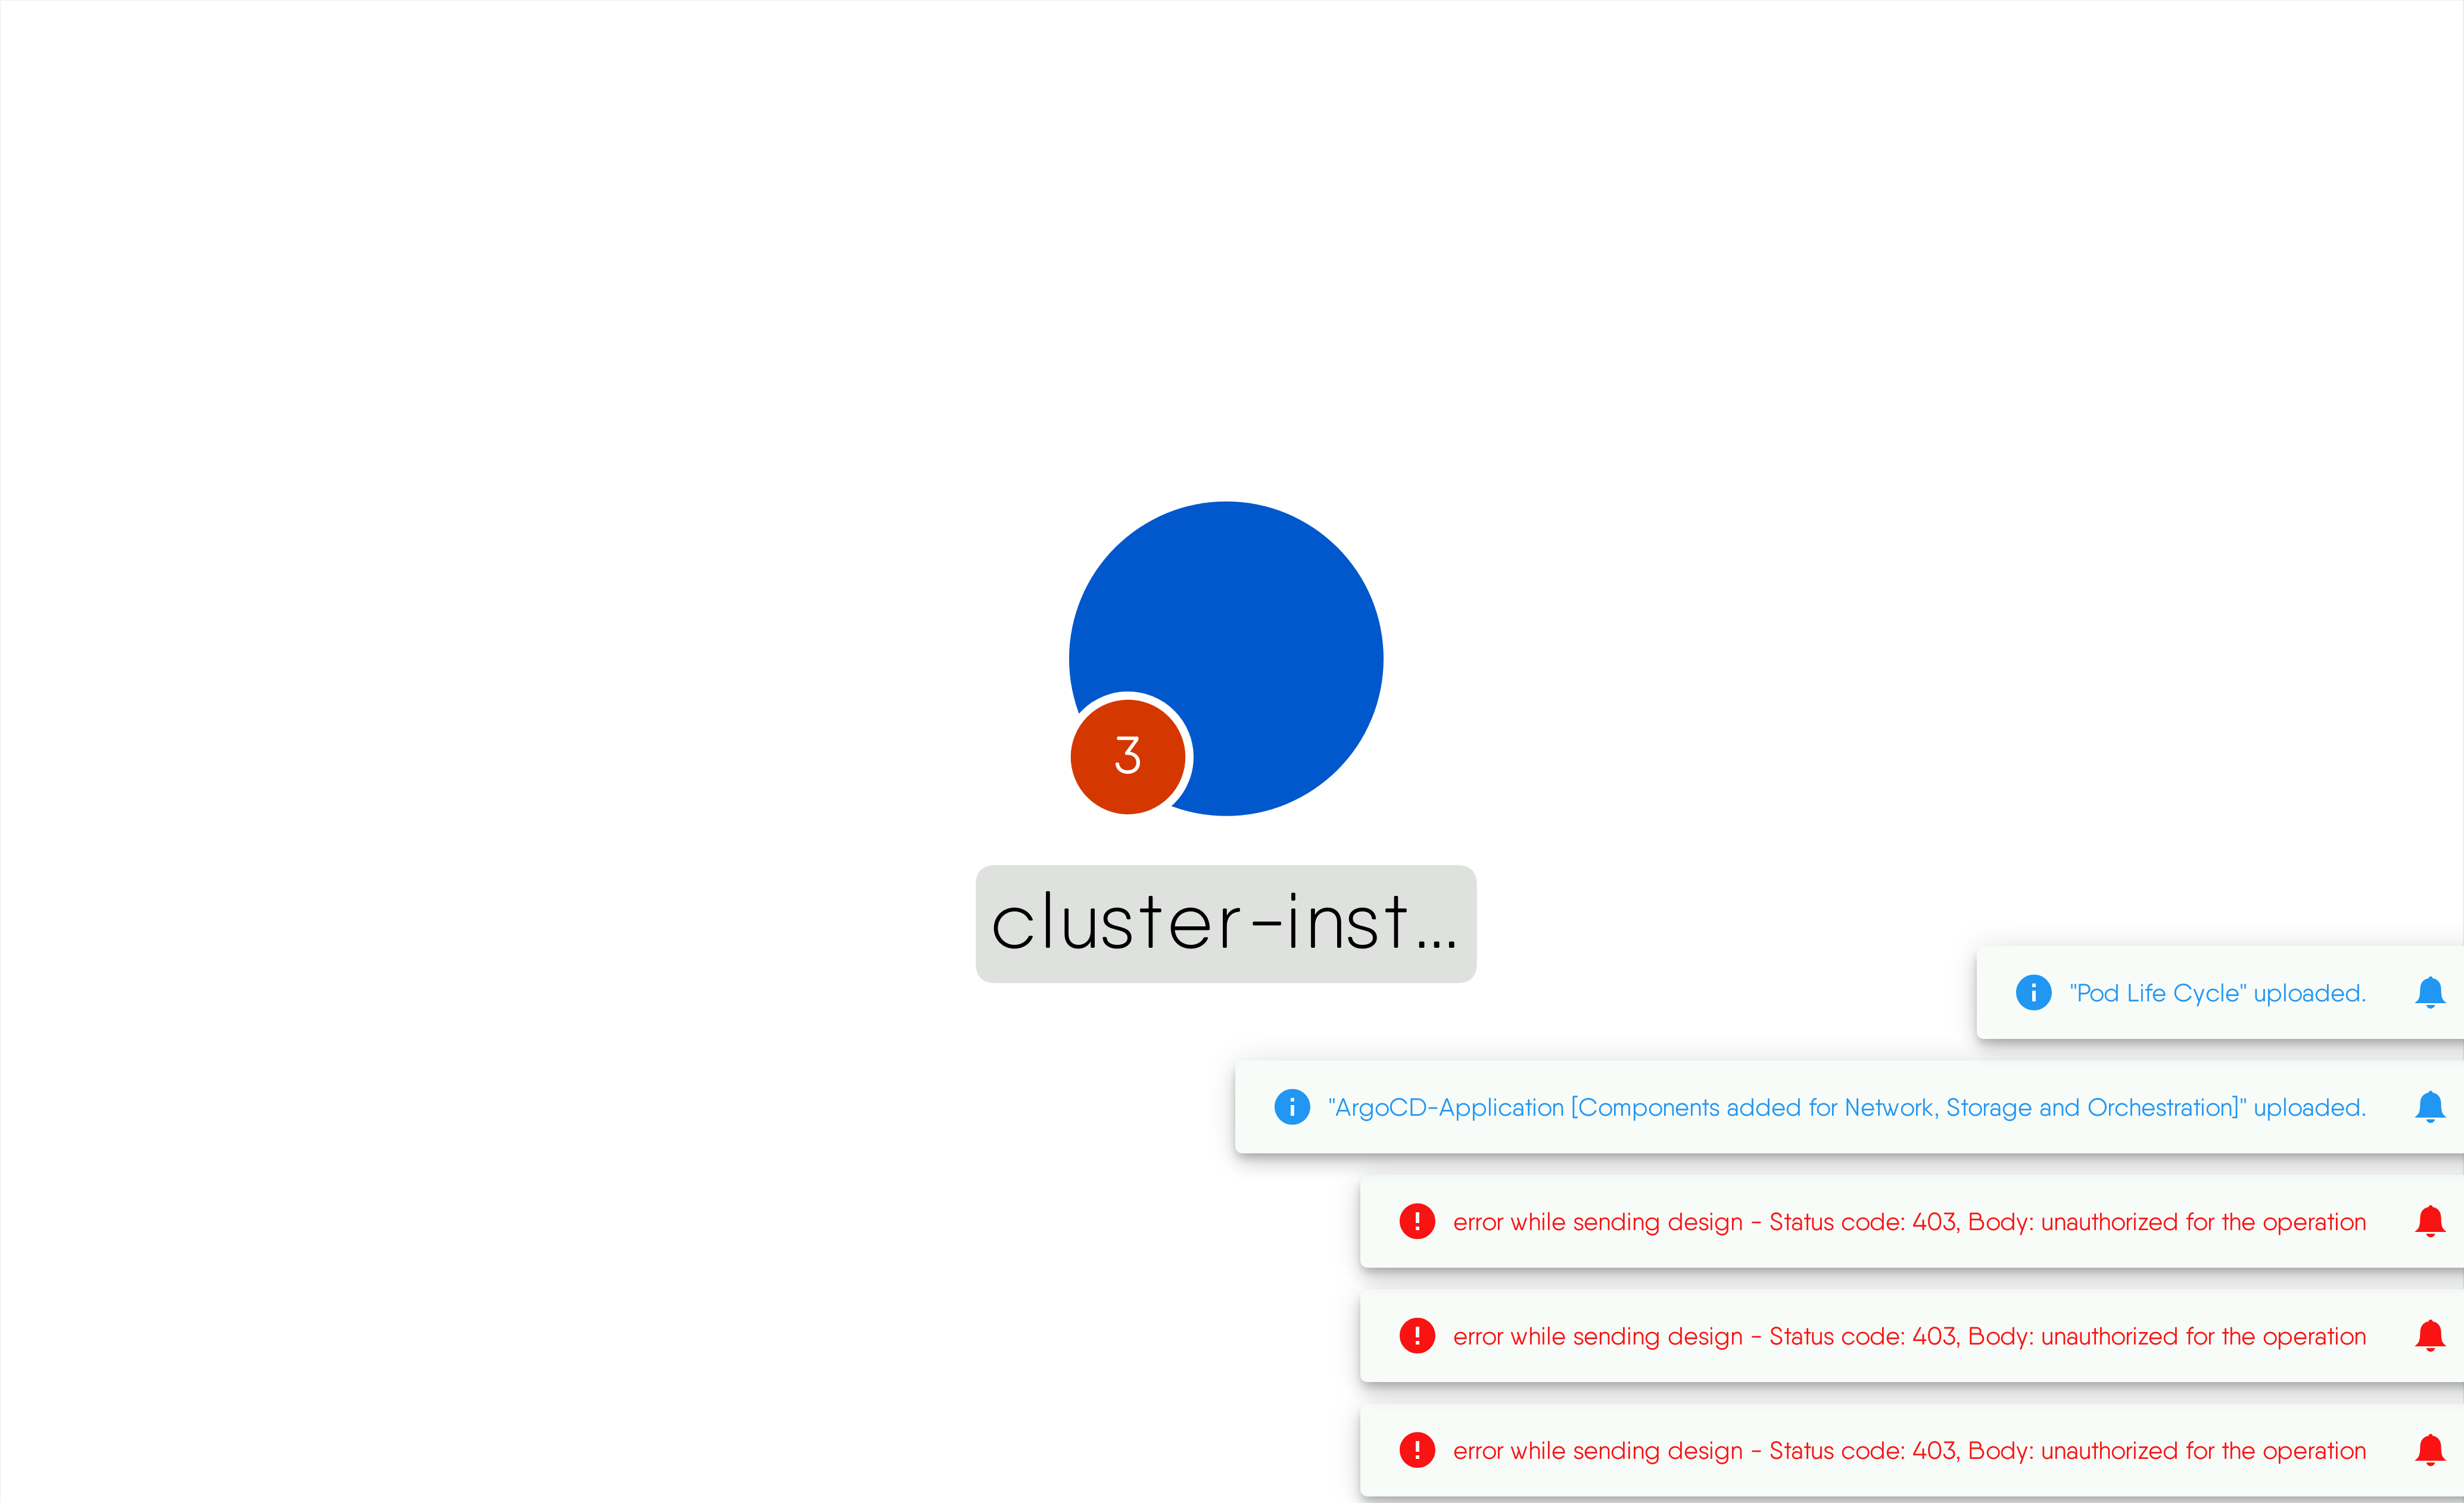 3
cluster-inst...
"Pod Life Cycle" uploaded.
"ArgoCD-Application [Components added for Network, Storage and Orchestration]" uploaded.
error while sending design - Status code: 403, Body: unauthorized for the operation
error while sending design - Status code: 403, Body: unauthorized for the operation
error while sending design - Status code: 403, Body: unauthorized for the operation